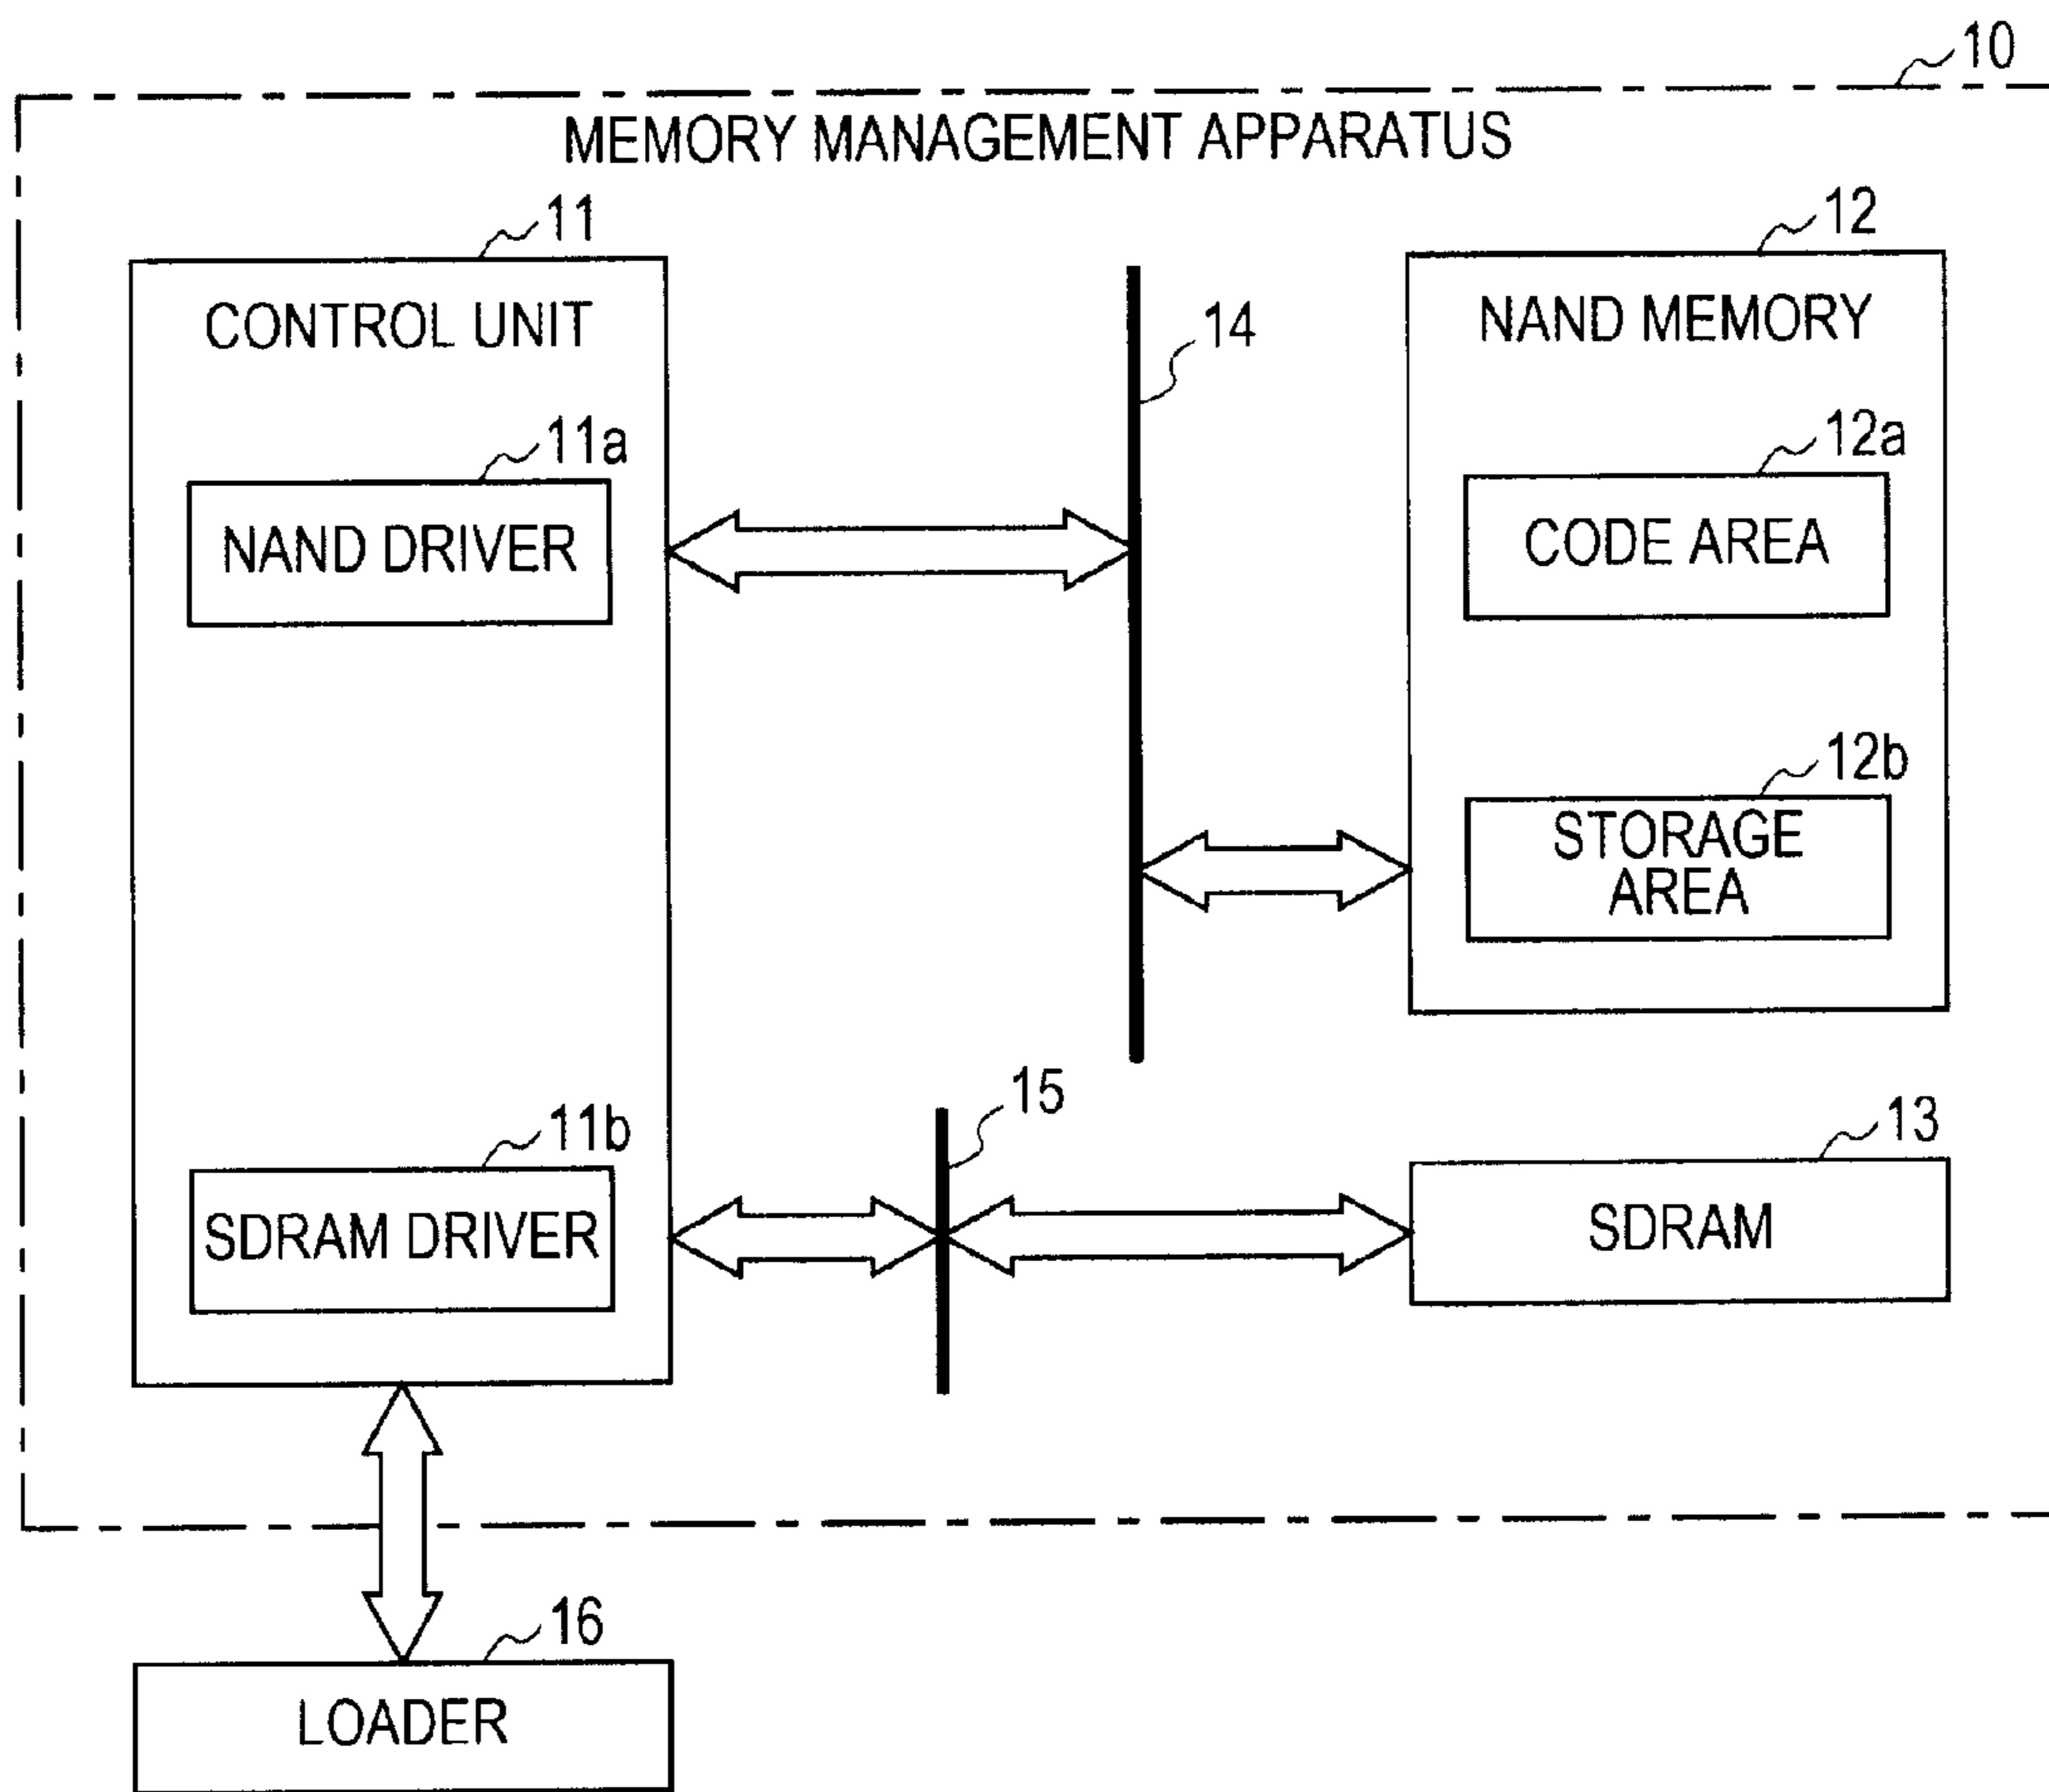 10
MEMORY MANAGEMENT APPARATUS
11
CONTROL UNIT
11a
NAND DRIVER
11b
SDRAM DRIVER
14
12
NAND MEMORY
12a
CODE AREA
12b
STORAGE
AREA
15
13
SDRAM
16
LOADER